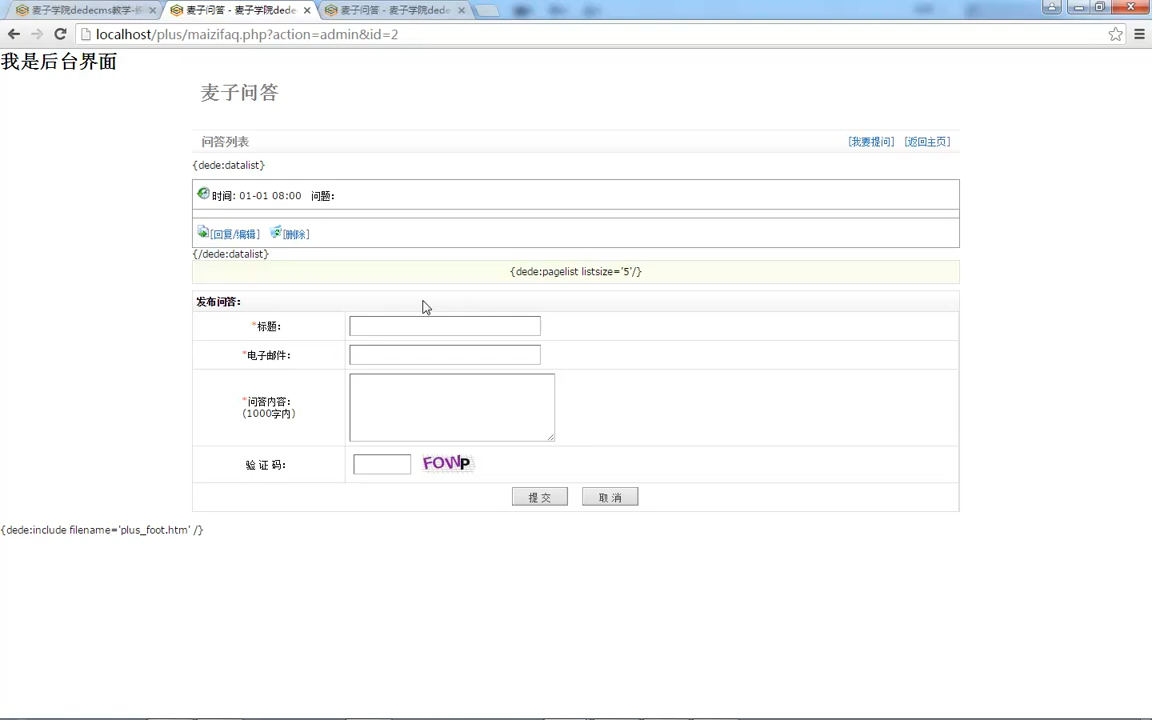 麦子学院dedecms教学-
麦子问答 - 麦子学院dede
麦子问答 - 麦子学院dede
localhost/plus/maizifaq.php?action=admin&id=2
我是后台界面
麦子问答
问答列表 [我要提问] [返回主页]
{dede:datalist}
时间: 01-01 08:00 问题:
[回复/编辑] [删除]
{/dede:datalist}
{dede:pagelist listsize='5'/}
发布问答:
*标题:
*电子邮件:
*问答内容:
(1000字内)
验 证 码: FOWP
提 交 取 消
{dede:include filename='plus_foot.htm' /}